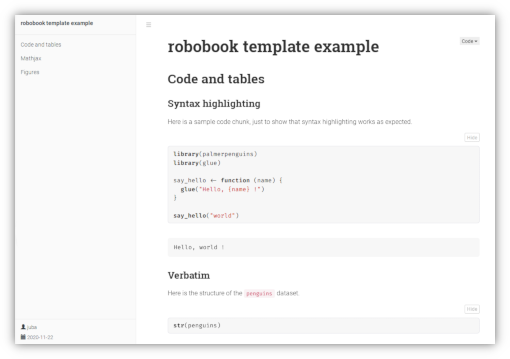 robobook template example
Code and tables
Mathjax
Figures
juba
2020-11-22
robobook template example
Code
Code and tables
Syntax highlighting
Here is a sample code chunk, just to show that syntax highlighting works as expected.
Hide
library(palmerpenguins)
library(glue)
say_hello <- function (name) {
glue("Hello, {name} !")
}
say_hello("world")
Hello, world !
Verbatim
Here is the structure of the penguins dataset.
Hide
str(penguins)